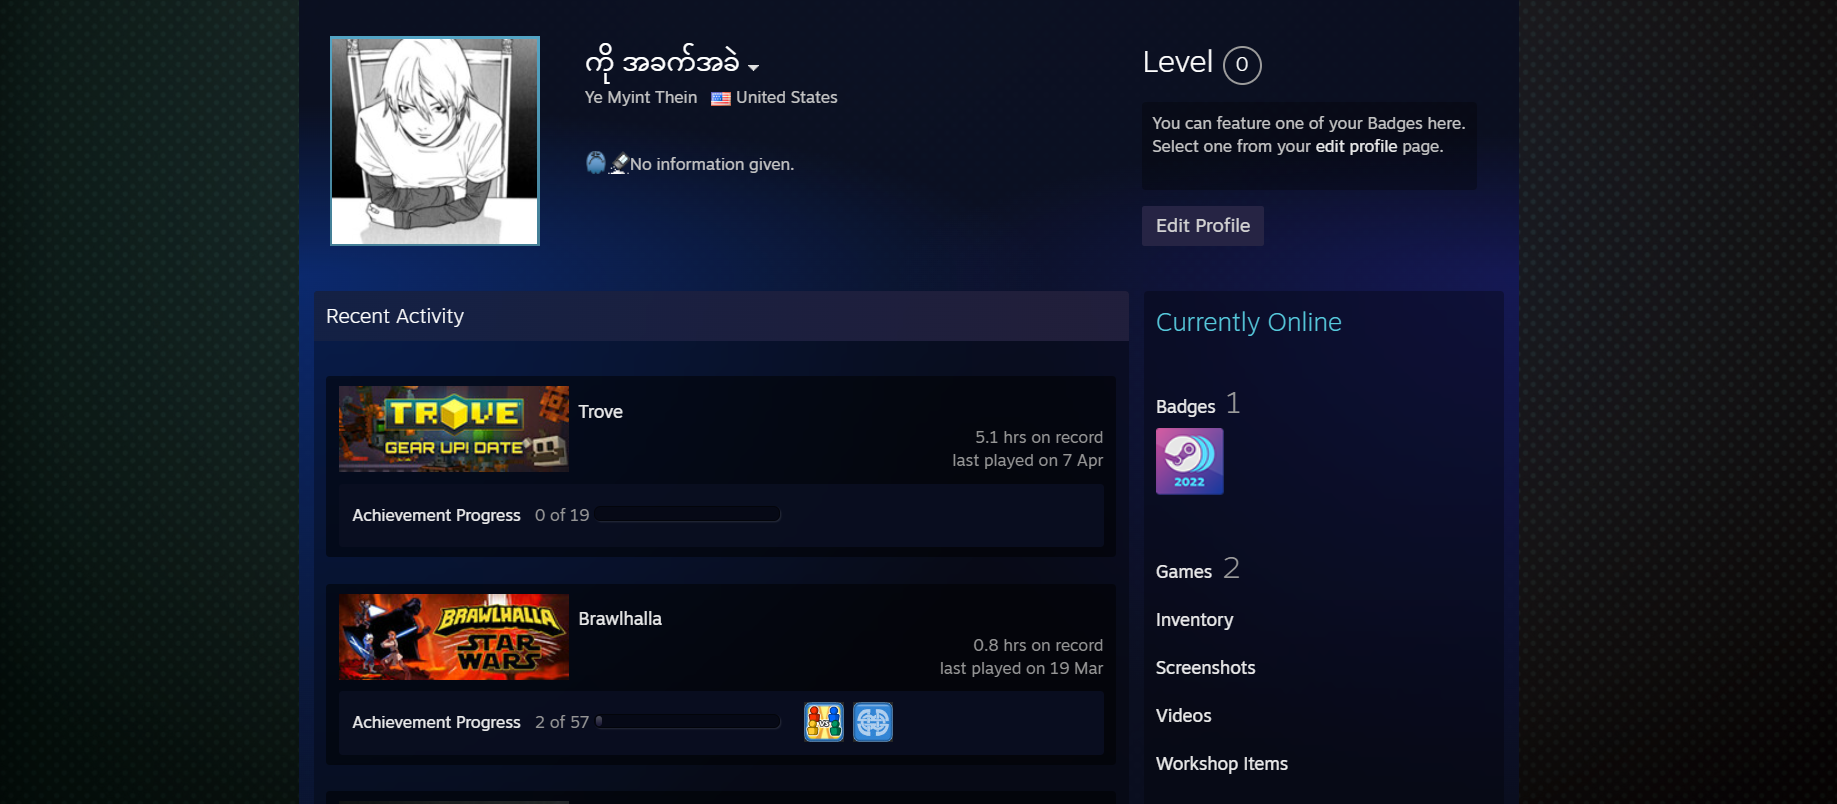 ကို အခက်အခဲ
Ye Myint Thein United States
No information given.
Level 0
You can feature one of your Badges here.
Select one from your edit profile page.
Edit Profile
Recent Activity
TROVE
GEAR UP! DATE
Trove
5.1 hrs on record
last played on 7 Apr
Achievement Progress 0 of 19
BRAWLHALLA
STAR
WARS
Brawlhalla
0.8 hrs on record
last played on 19 Mar
Achievement Progress 2 of 57
VS
Currently Online
Badges 1
2022
Games 2
Inventory
Screenshots
Videos
Workshop Items